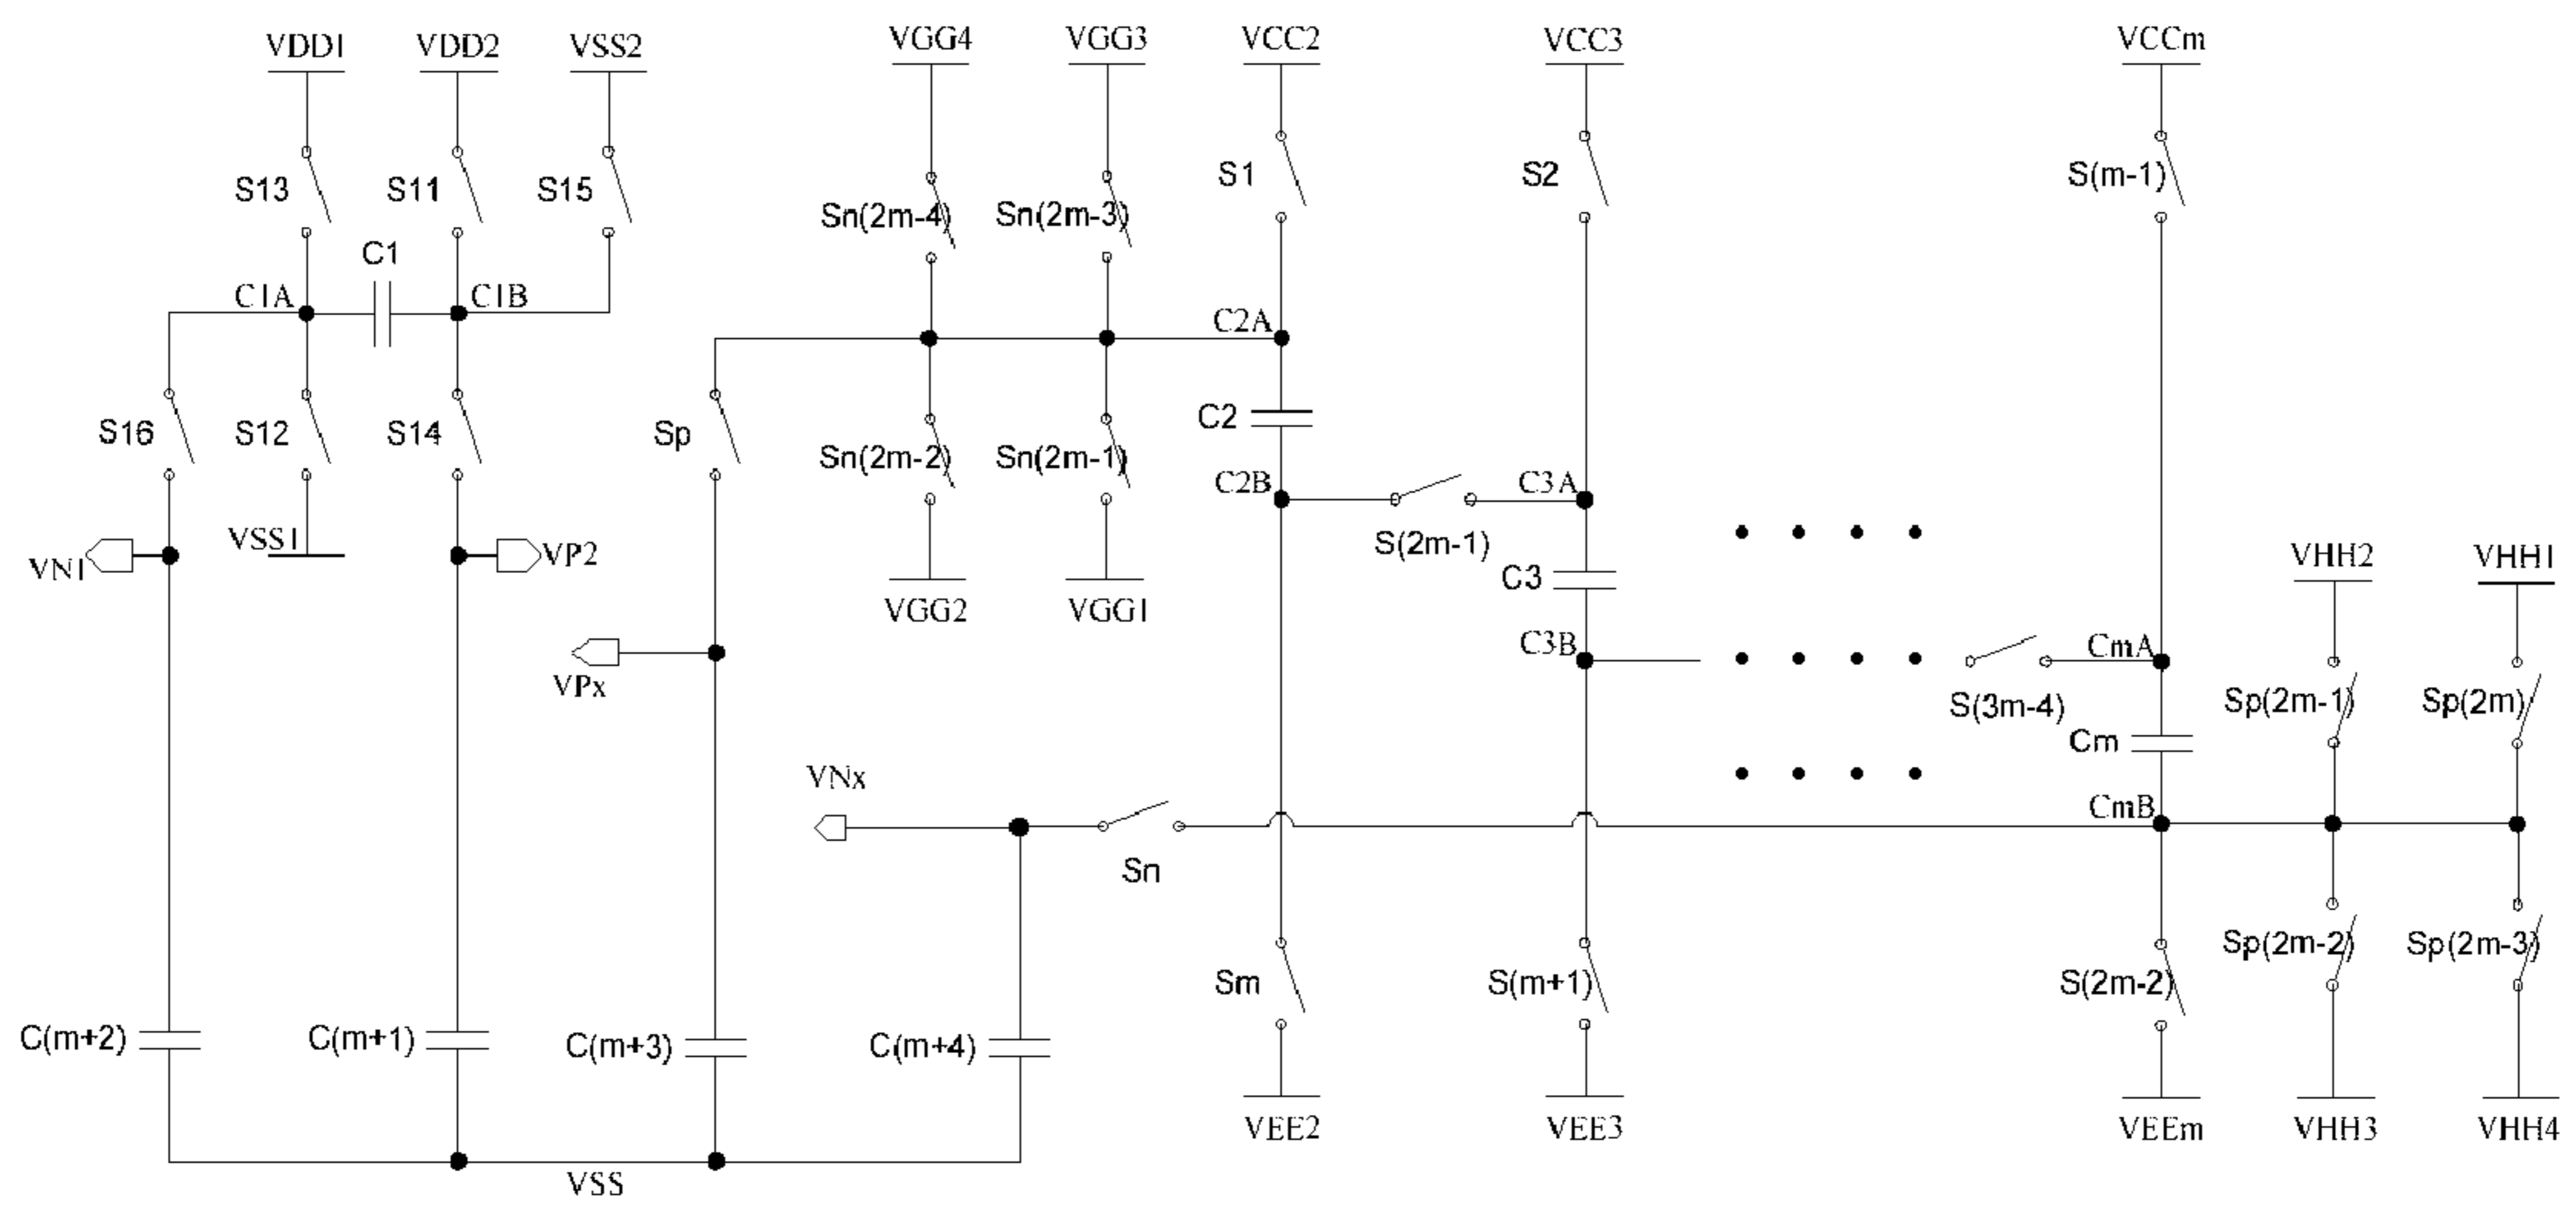 VDD1 VDD2 VSS2 VGG4 VGG3 VCC2 VCC3 VCCm
S13 S11 S15 Sn(2m-4) Sn(2m-3) S1 S2 S(m-1)
C1
C1A C1B C2A
S16 S12 S14 Sp Sn(2m-2) Sn(2m-1) C2
C2B C3A
VN1 VSS1 VP2 S(2m-1) VHH2 VHH1
VGG2 VGG1 C3
C3B CmA
VPx S(3m-4) Sp(2m-1) Sp(2m)
Cm
VNx CmB
Sn
Sm S(m+1) S(2m-2) Sp(2m-2) Sp(2m-3)
C(m+2) C(m+1) C(m+3) C(m+4)
VEE2 VEE3 VEEm VHH3 VHH4
VSS